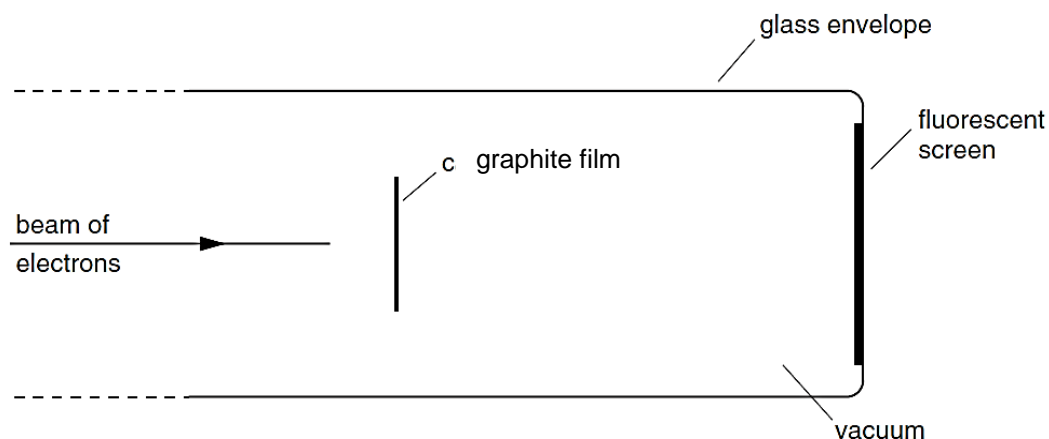 glass envelope
fluorescent
screen
c graphite film
beam of
electrons
vacuum